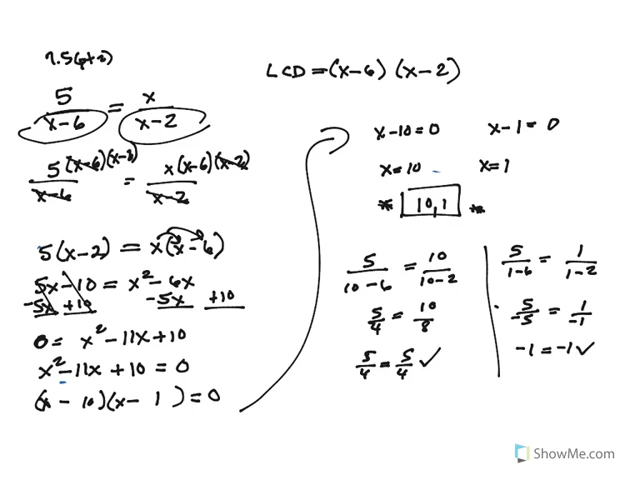 7.5(pt2)
5/(x-6) = x/(x-2)
5(x-6)(x-2)/(x-6) = x(x-6)(x-2)/(x-2)
5(x-2) = x(x-6)
5x-10 = x²-6x
-5x +10 -5x +10
0 = x²-11x+10
x²-11x+10=0
(x-10)(x-1)=0
LCD=(x-6)(x-2)
x-10=0 x-1=0
x=10 x=1
* 10,1 *
5/(10-6) = 10/(10-2)
5/4 = 10/8
5/4 = 5/4 ✓
5/(1-6) = 1/(1-2)
5/-5 = 1/-1
-1=-1 ✓
ShowMe.com